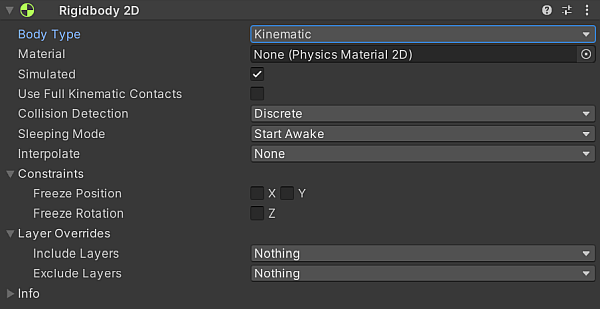 Rigidbody 2D
Body Type Kinematic
Material None (Physics Material 2D)
Simulated
Use Full Kinematic Contacts
Collision Detection Discrete
Sleeping Mode Start Awake
Interpolate None
Constraints
Freeze Position X Y
Freeze Rotation Z
Layer Overrides
Include Layers Nothing
Exclude Layers Nothing
Info